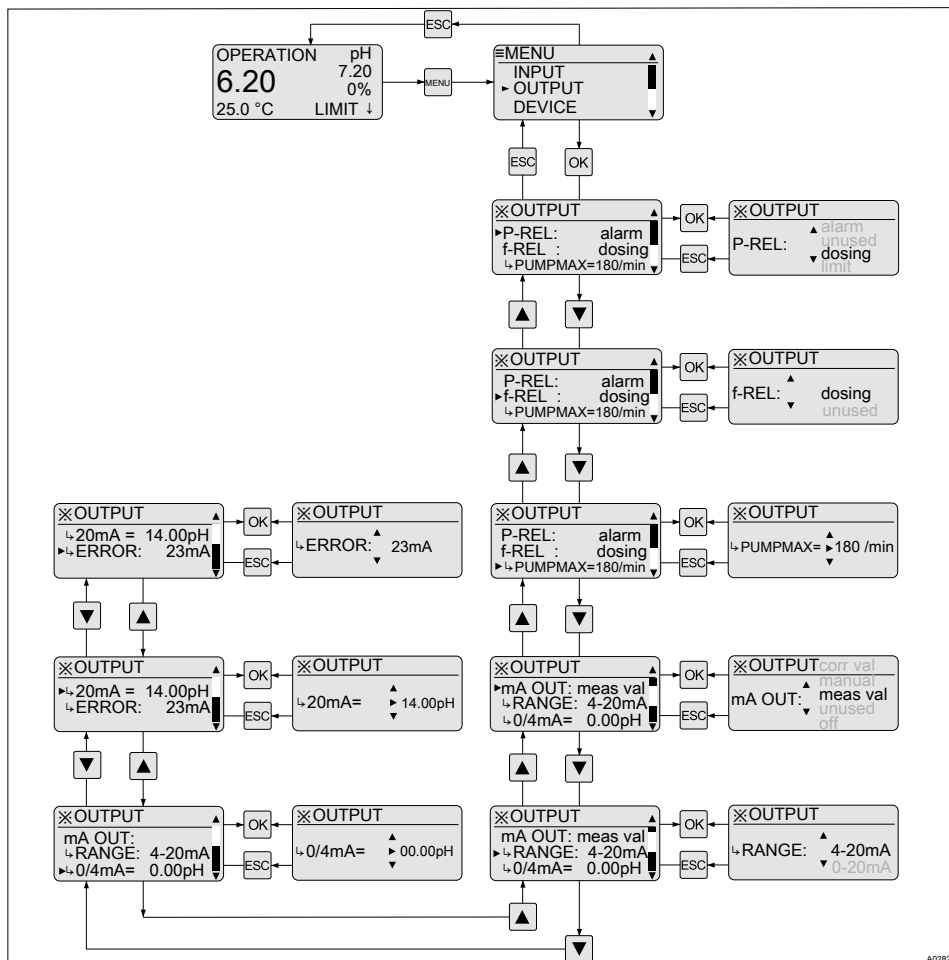 ESC
OPERATION pH
6.20 7.20
0%
25.0 °C LIMIT ↓
MENU
≡MENU
INPUT
► OUTPUT
DEVICE
ESC
OK
※OUTPUT
►P-REL: alarm
f-REL : dosing
↳PUMPMAX=180/min
OK
ESC
※OUTPUT
P-REL:
alarm
unused
dosing
limit
▲
▼
※OUTPUT
P-REL: alarm
►f-REL : dosing
↳PUMPMAX=180/min
OK
ESC
※OUTPUT
f-REL: dosing
unused
▲
▼
※OUTPUT
↳20mA = 14.00pH
►↳ERROR: 23mA
OK
ESC
※OUTPUT
↳ERROR: 23mA
※OUTPUT
P-REL: alarm
f-REL : dosing
►↳PUMPMAX=180/min
OK
ESC
※OUTPUT
↳PUMPMAX= ►180 /min
▼
▲
▲
▼
※OUTPUT
►↳20mA = 14.00pH
↳ERROR: 23mA
OK
ESC
※OUTPUT
↳20mA= ► 14.00pH
※OUTPUT
►mA OUT: meas val
↳RANGE: 4-20mA
↳0/4mA= 0.00pH
OK
ESC
※OUTPUT
mA OUT:
corr val
manual
meas val
unused
off
▼
▲
▲
▼
※OUTPUT
mA OUT:
↳RANGE: 4-20mA
►↳0/4mA= 0.00pH
OK
ESC
※OUTPUT
↳0/4mA= ► 00.00pH
※OUTPUT
mA OUT: meas val
►↳RANGE: 4-20mA
↳0/4mA= 0.00pH
OK
ESC
※OUTPUT
↳RANGE: 4-20mA
0-20mA
▲
▼